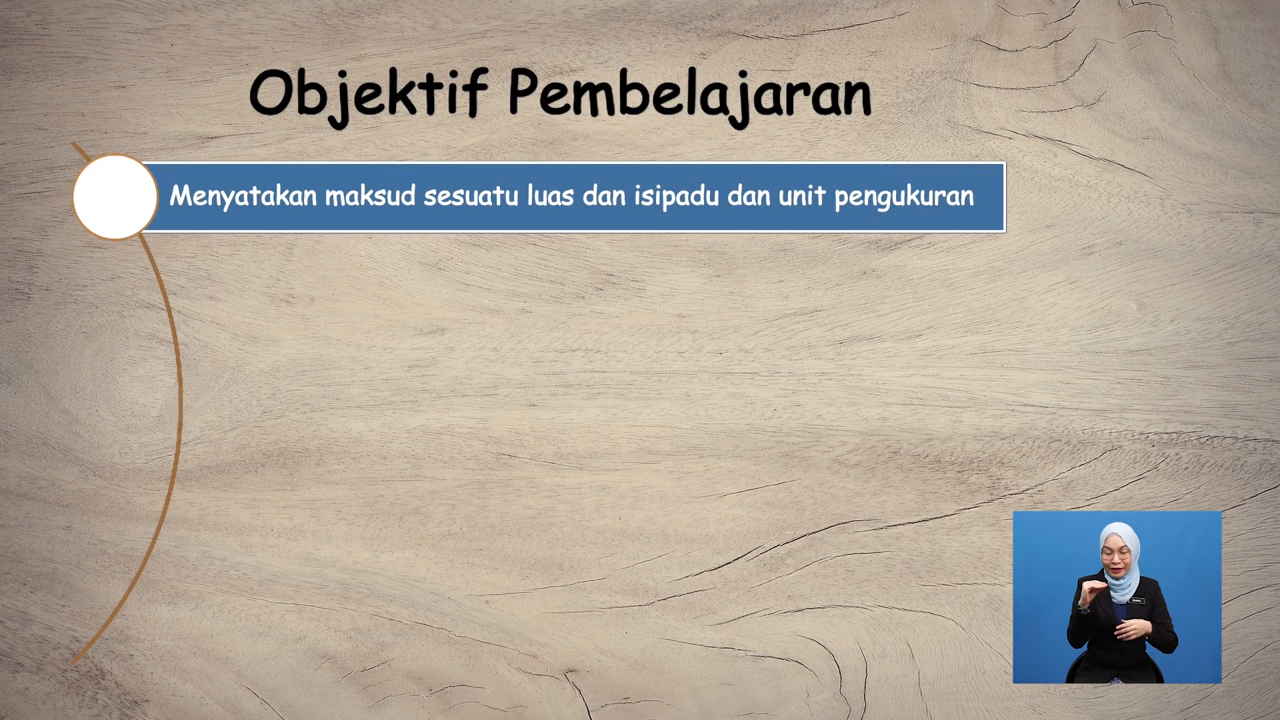 Objektif Pembelajaran
Menyatakan maksud sesuatu luas dan isipadu dan unit pengukuran